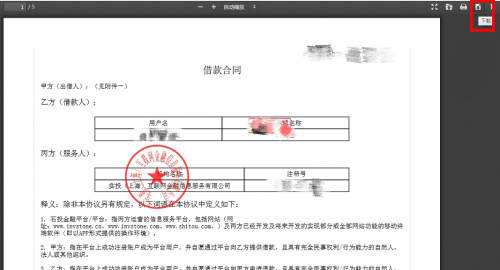 1 / 5
自动缩放
下载
借款合同
甲方（出借人）：（见附件一）
乙方（借款人）：
用户名 名称
丙方（服务人）：
机构名称 注册号
(上海)互联网金融信息服务有限公司
释义：除非本协议另有规定，以下词语在本协议中定义如下：
1、石投金融平台/平台：指丙方运营的信息服务平台，包括网站（网
址：www.invstone.com、www.shitou.com、）及丙方已经开发及将来开发的实现部分或全部网站功能的移动终
端软件（即以APP形式提供的操作环境）。
2、甲方：指在平台上成功注册账户成为平台用户，并自愿通过平台向乙方提供借款，且具有完全民事权利/行为能力的自然人、
法人或其他组织。
3、乙方：指在平台上成功注册账户成为平台用户，并自愿通过平台向甲方申请借款，且具有完全民事权利/行为能力的自然人、